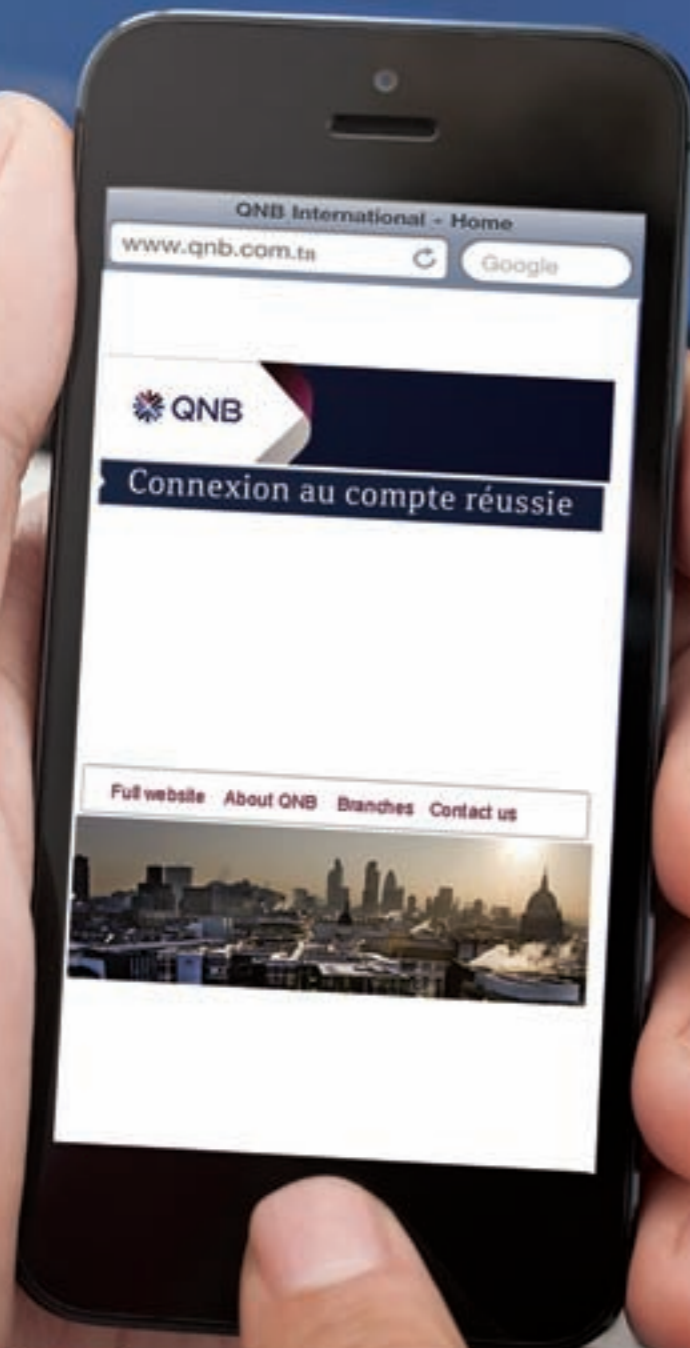 QNB International - Home
www.qnb.com.tn
Google
QNB
Connexion au compte réussie
Full website About QNB Branches Contact us